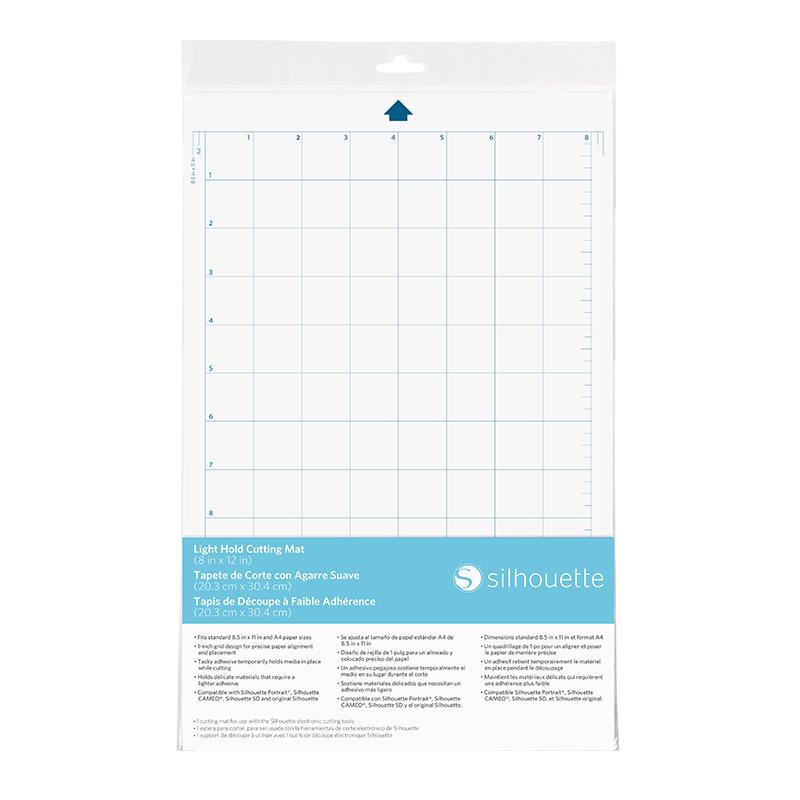 1 2 3 4 5 6 7 8
A4
8.5 in x 11 in
1
2
3
4
5
6
7
8
Light Hold Cutting Mat
(8 in x 12 in)
Tapete de Corte con Agarre Suave
(20.3 cm x 30.4 cm)
Tapis de Découpe à Faible Adhérence
(20.3 cm x 30.4 cm)
S silhouette
• Fits standard 8.5 in x 11 in and A4 paper sizes
• 1-inch grid design for precise paper alignment
and placement
• Tacky adhesive temporarily holds media in place
while cutting
• Holds delicate materials that require a
lighter adhesive
• Compatible with Silhouette Portrait®, Silhouette
CAMEO®, Silhouette SD and original Silhouette
• Se ajusta al tamaño de papel estándar A4 de
8.5 in x 11 in
• Diseño de rejilla de 1 pulg para un alineado y
colocado preciso del papel
• Un adhesivo pegajoso sostiene temporalmente el
medio en su lugar durante el corte
• Sostiene materiales delicados que necesitan un
adhesivo más ligero
• Compatible con Silhouette Portrait®, Silhouette
CAMEO®, Silhouette SD y el original Silhouette.
• Dimensions standard 8.5 in x 11 in et format A4
• Un quadrillage de 1 po pour un aligner et poser
le papier de manière précise
• Un adhésif retient temporairement le matériel
en place pendant le découpage
• Maintient les matériaux délicats qui requièrent
une adhérence plus faible
• Compatible Silhouette Portrait®, Silhouette
CAMEO®, Silhouette SD, et Silhouette original
• 1 cutting mat for use with the Silhouette electronic cutting tools
• 1 estera para cortar, para ser usada con la herramientas de corte electrónico de Silhouette
• 1 support de découpe à utiliser avec l'outils de découpe électronique Silhouette